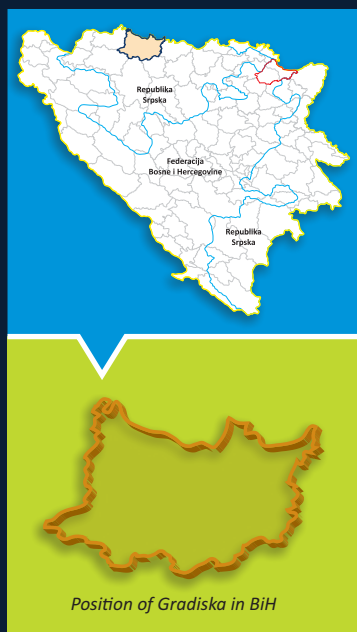 Republika
Srpska
Federacija
Bosne i Hercegovine
Republika
Srpska
Position of Gradiska in BiH